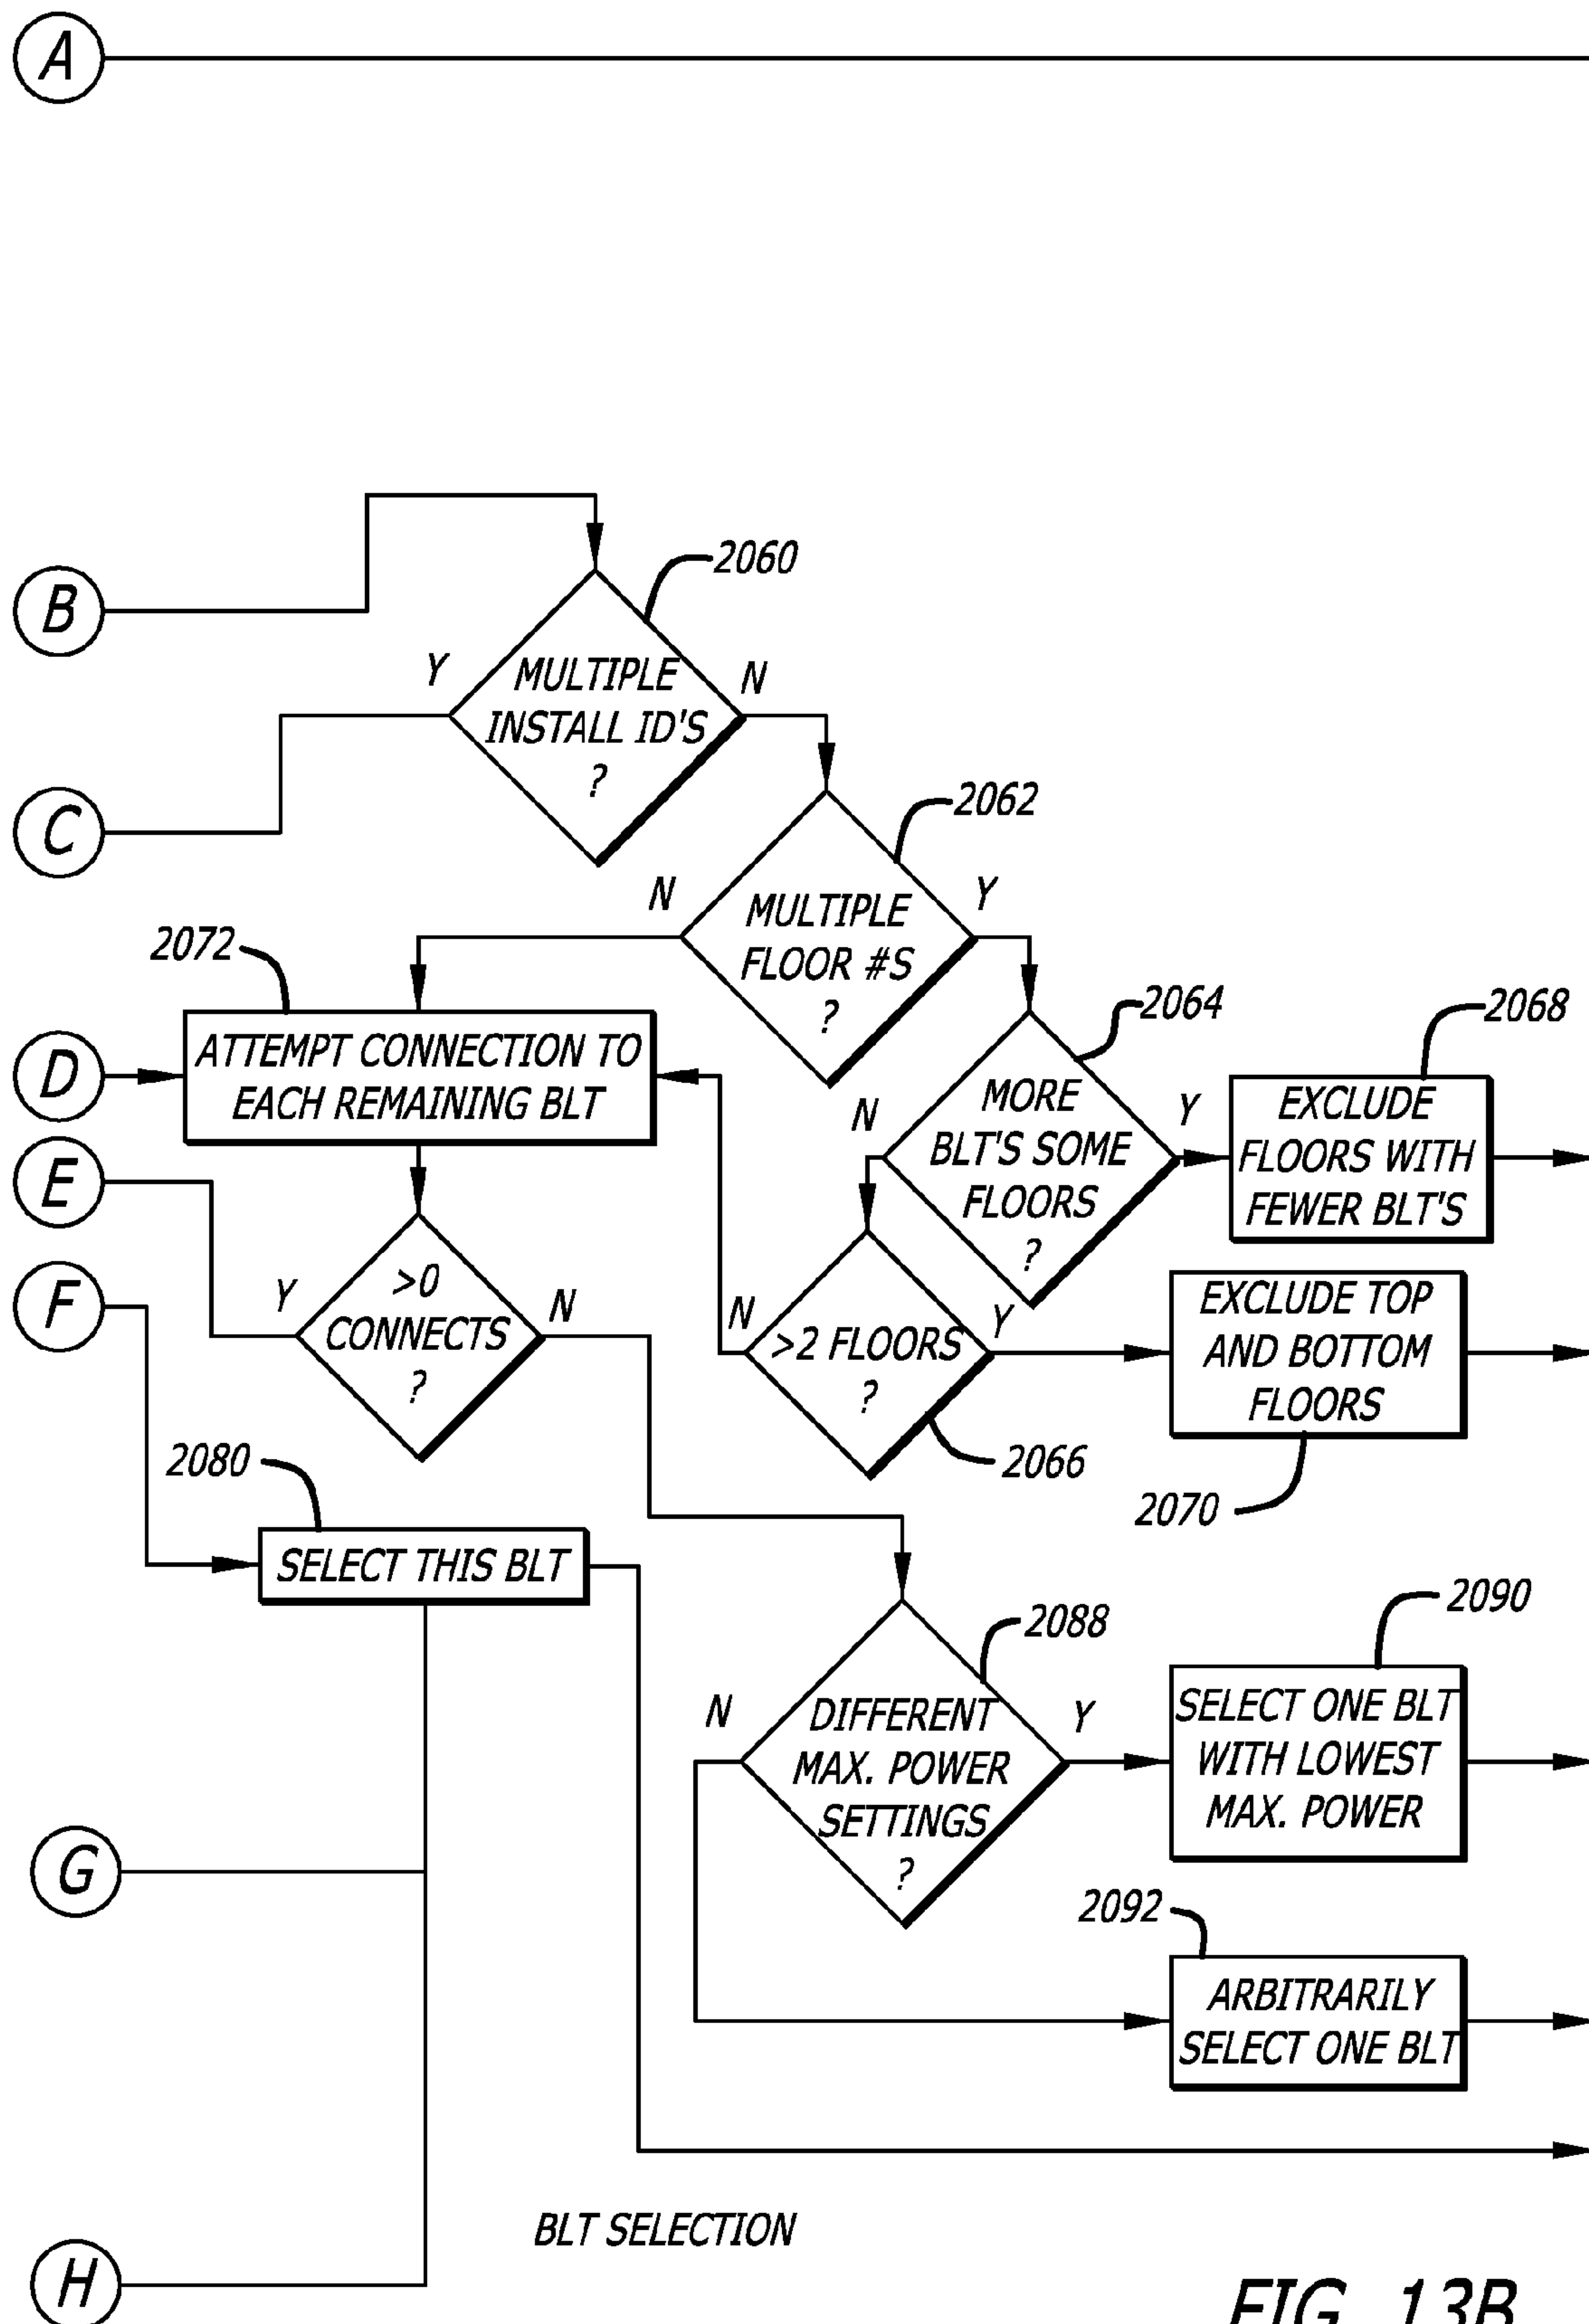 A
B
2060
Y
MULTIPLE
INSTALL ID'S
?
N
C
2062
N
MULTIPLE
FLOOR #S
?
Y
2072
ATTEMPT CONNECTION TO
EACH REMAINING BLT
D
2064
N
MORE
BLT'S SOME
FLOORS
?
Y
2068
EXCLUDE
FLOORS WITH
FEWER BLT'S
E
F
Y
>0
CONNECTS
?
N
N
>2 FLOORS
?
Y
2066
EXCLUDE TOP
AND BOTTOM
FLOORS
2070
2080
SELECT THIS BLT
2088
N
DIFFERENT
MAX. POWER
SETTINGS
?
Y
2090
SELECT ONE BLT
WITH LOWEST
MAX. POWER
G
2092
ARBITRARILY
SELECT ONE BLT
BLT SELECTION
H
FIG. 13B